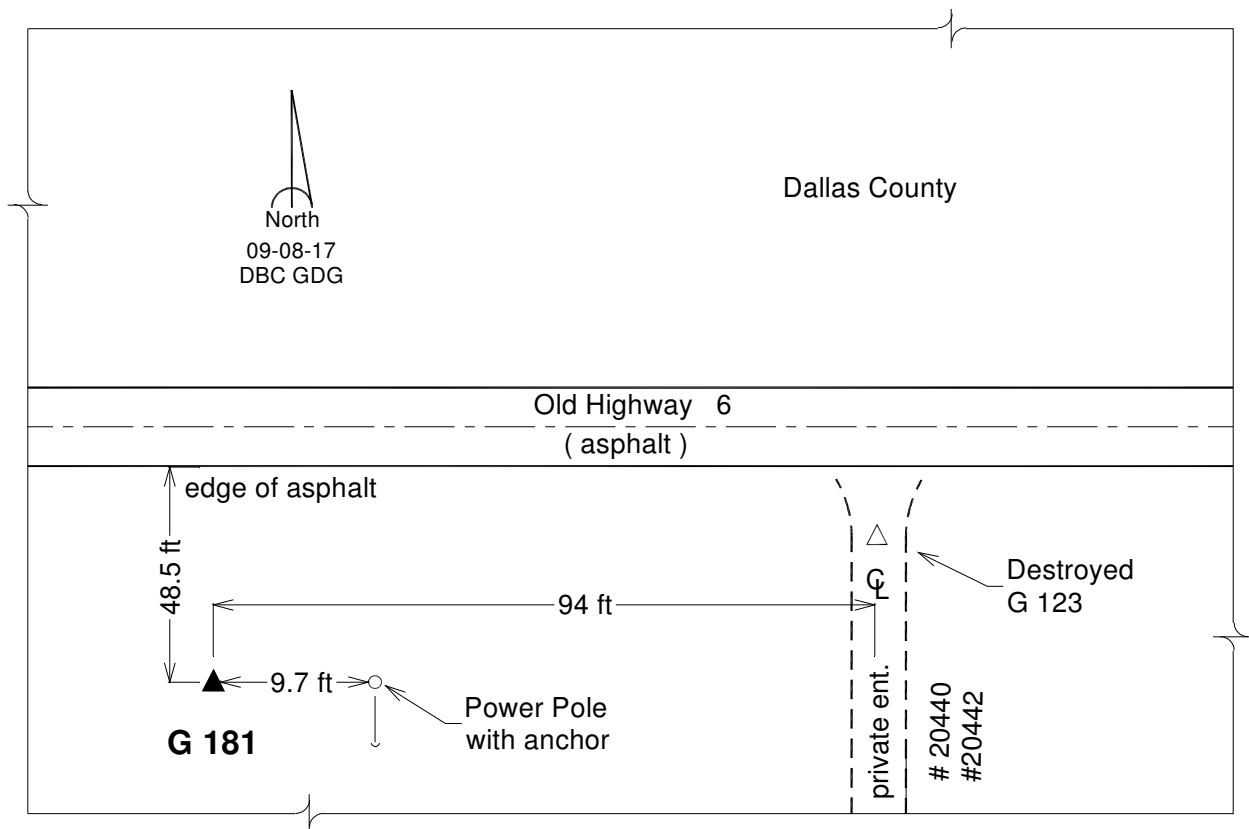 Dallas County
North
09-08-17
DBC GDG
Old Highway 6
( asphalt )
edge of asphalt
48.5 ft
94 ft
CL
Destroyed
G 123
9.7 ft
Power Pole
with anchor
G 181
private ent.
# 20440
#20442